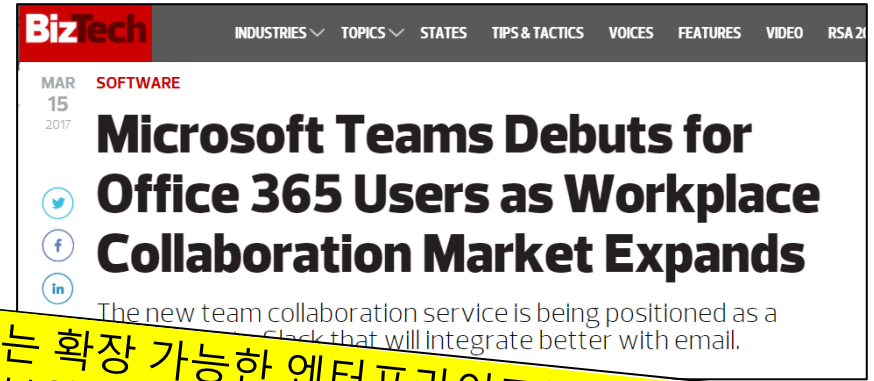 BizTech
INDUSTRIES TOPICS STATES TIPS & TACTICS VOICES FEATURES VIDEO RSA
MAR
15
2017
SOFTWARE
Microsoft Teams Debuts for
Office 365 Users as Workplace
Collaboration Market Expands
The new team collaboration service is being positioned as a
Slack that will integrate better with email.
는 확장 가능한